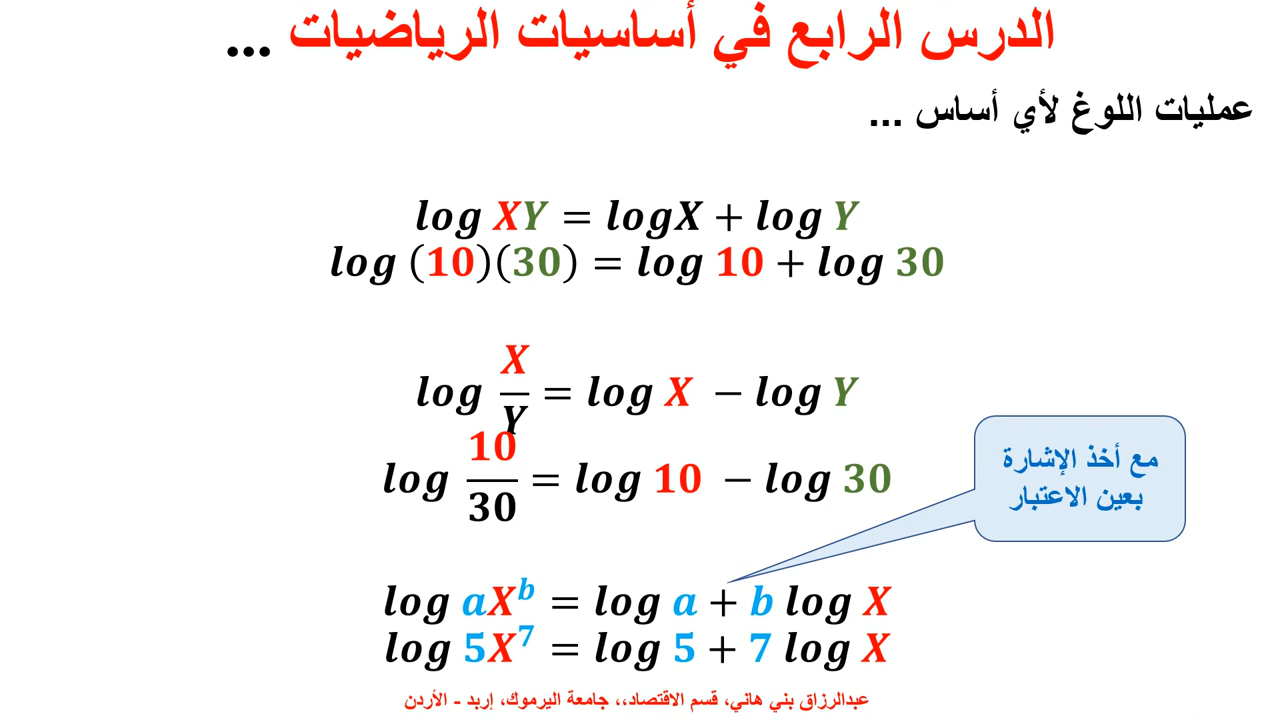 الدرس الرابع في أساسيات الرياضيات ...
عمليات اللوغ لأي أساس ...
log XY = logX + log Y
log (10)(30) = log 10 + log 30
log X/Y = log X − log Y
log 10/30 = log 10 − log 30
مع أخذ الإشارة
بعين الاعتبار
log aX^b = log a + b log X
log 5X^7 = log 5 + 7 log X
عبدالرزاق بني هاني، قسم الاقتصاد،، جامعة اليرموك، إربد - الأردن